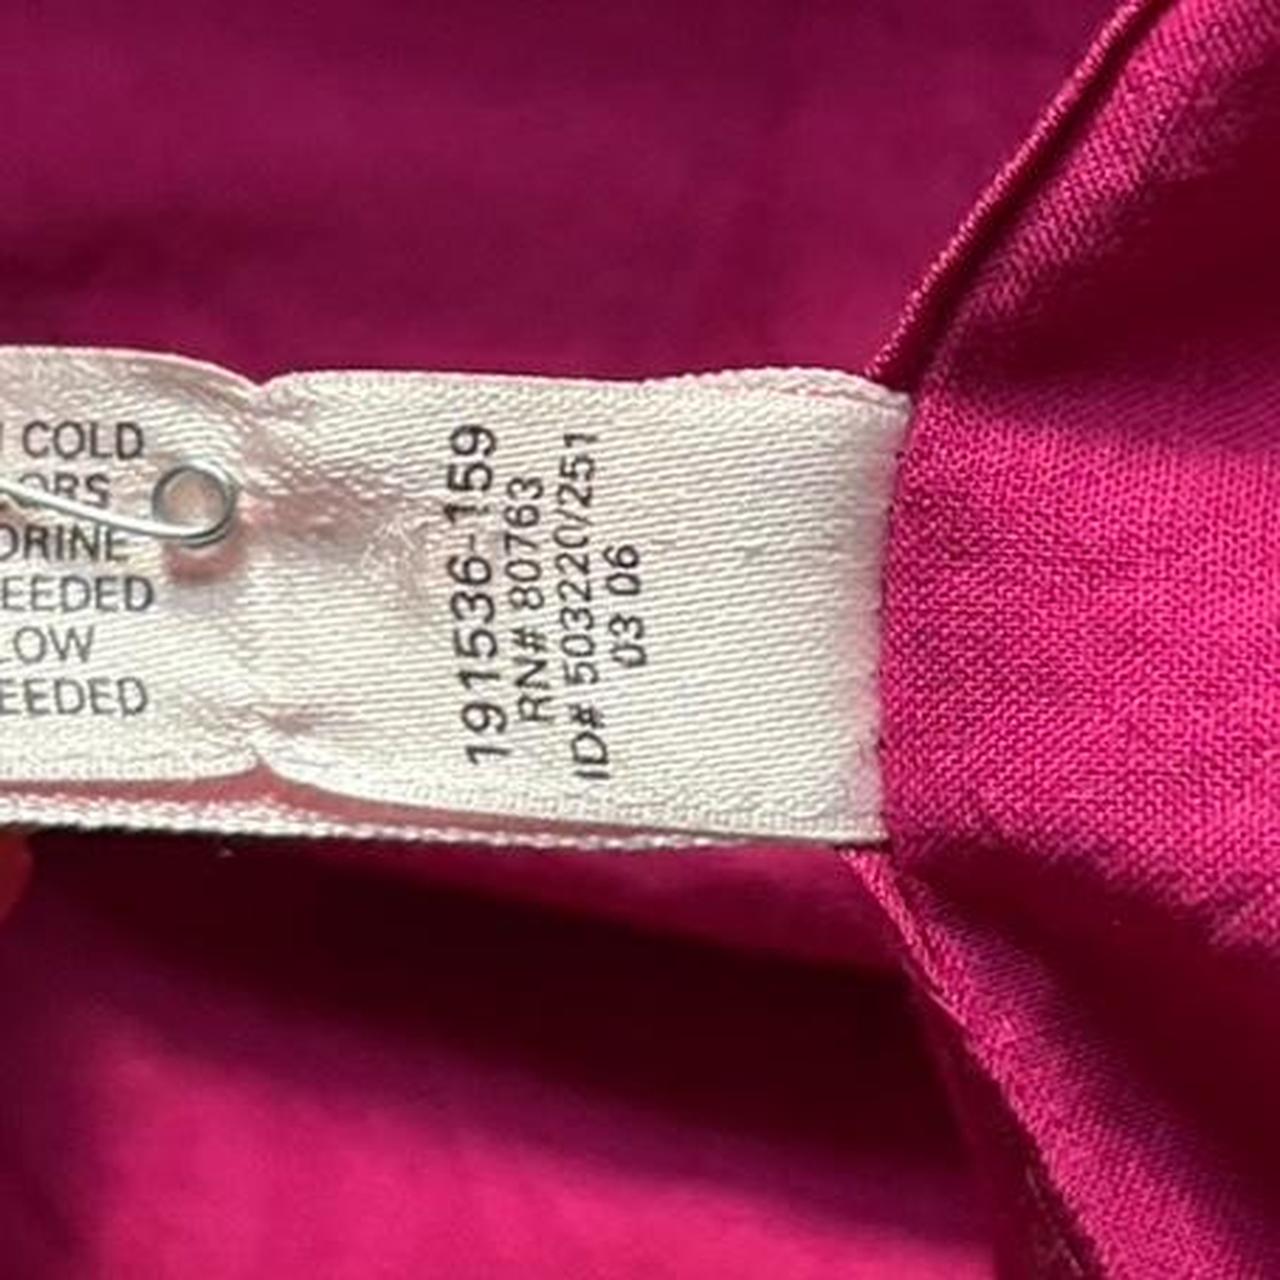 COLD
ORS
ORINE
EEDED
LOW
EEDED
191536-159
RN# 80763
ID# 503220/251
03 06